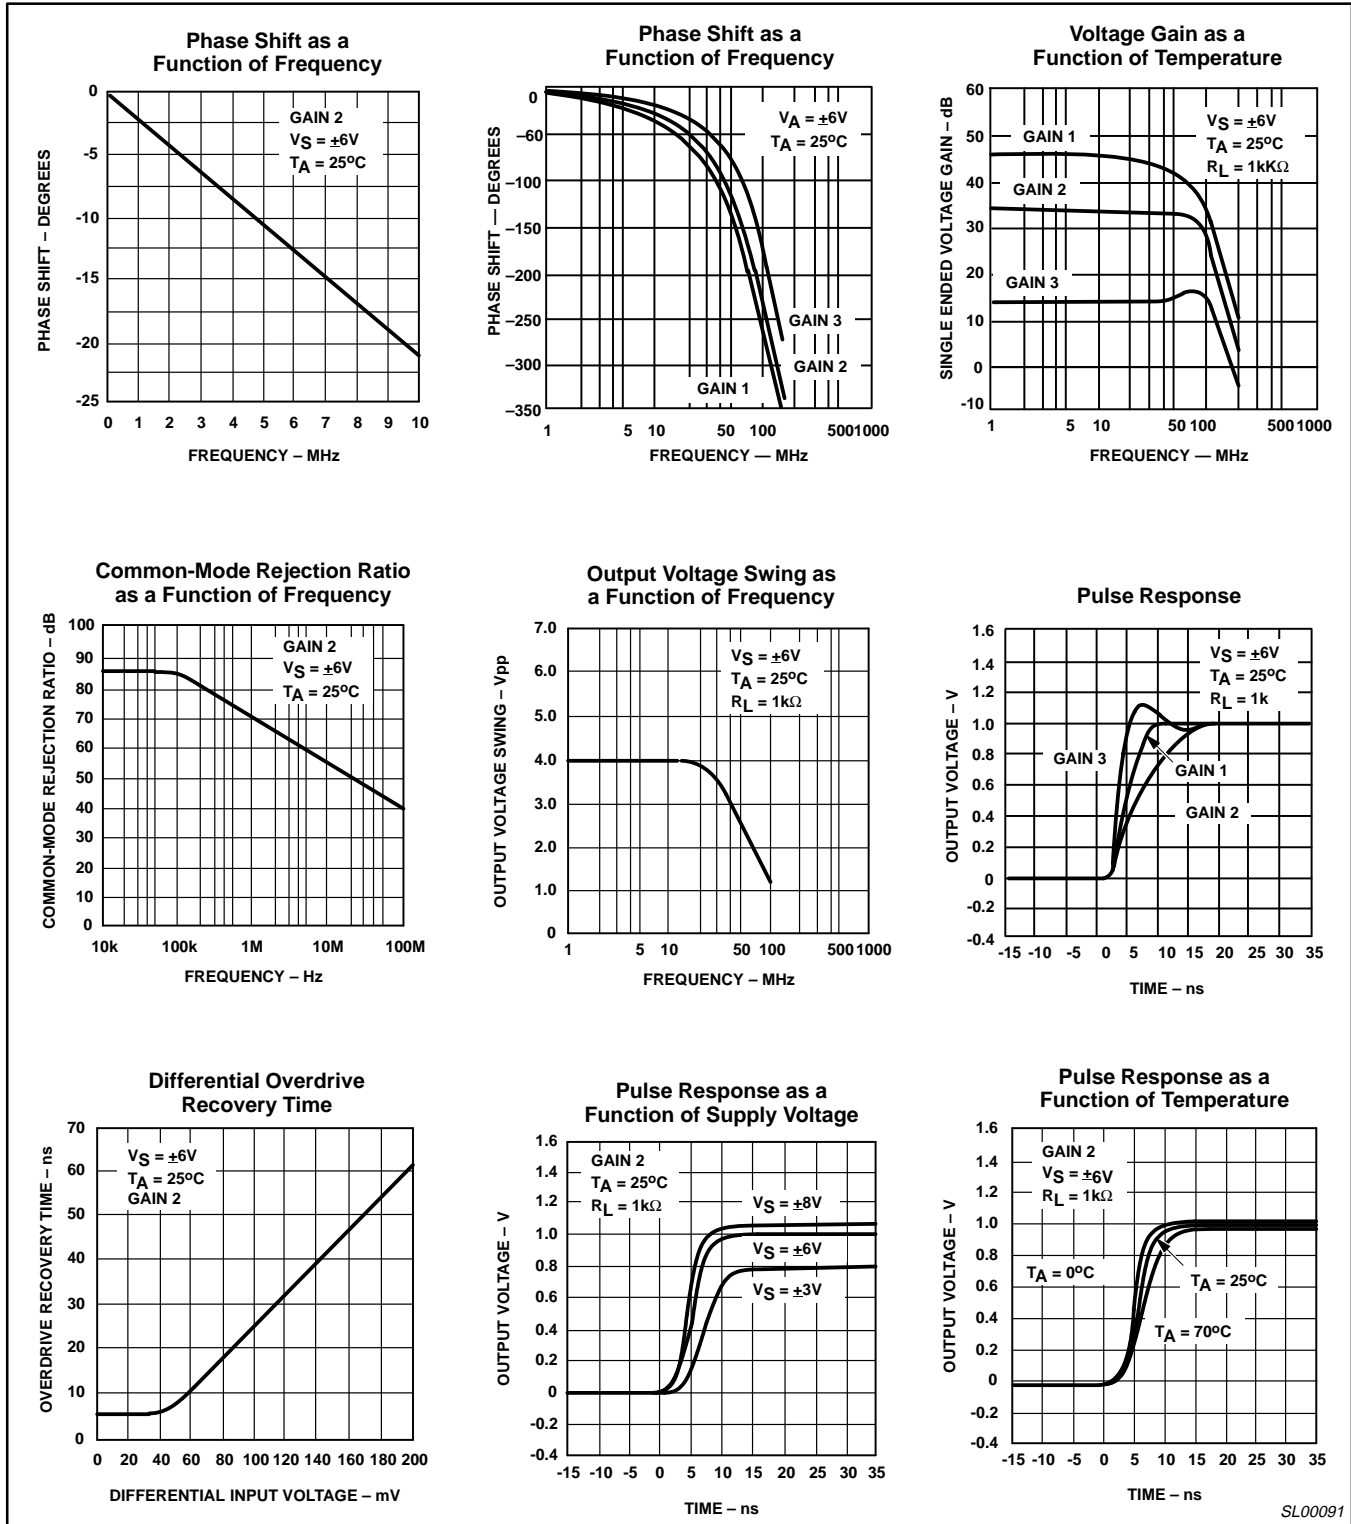 Phase Shift as a
Function of Frequency
0
-5
-10
-15
-20
-25
PHASE SHIFT – DEGREES
GAIN 2
VS = ±6V
TA = 25oC
0 1 2 3 4 5 6 7 8 9 10
FREQUENCY – MHz
Phase Shift as a
Function of Frequency
0
–60
–100
–150
–200
–250
–300
–350
PHASE SHIFT — DEGREES
VA = ±6V
TA = 25oC
GAIN 3
GAIN 2
GAIN 1
1 5 10 50 100 500 1000
FREQUENCY — MHz
Voltage Gain as a
Function of Temperature
60
50
40
30
20
10
0
-10
SINGLE ENDED VOLTAGE GAIN – dB
VS = ±6V
TA = 25oC
RL = 1kKΩ
GAIN 1
GAIN 2
GAIN 3
1 5 10 50 100 500 1000
FREQUENCY — MHz
Common-Mode Rejection Ratio
as a Function of Frequency
100
90
80
70
60
50
40
30
20
10
0
COMMON-MODE REJECTION RATIO – dB
GAIN 2
VS = ±6V
TA = 25oC
10k 100k 1M 10M 100M
FREQUENCY – Hz
Output Voltage Swing as
a Function of Frequency
7.0
6.0
5.0
4.0
3.0
2.0
1.0
0
OUTPUT VOLTAGE SWING – Vpp
VS = ±6V
TA = 25oC
RL = 1kΩ
1 5 10 50 100 500 1000
FREQUENCY – MHz
Pulse Response
1.6
1.4
1.2
1.0
0.8
0.6
0.4
0.2
0
-0.2
-0.4
OUTPUT VOLTAGE – V
VS = ±6V
TA = 25oC
RL = 1k
GAIN 3
GAIN 1
GAIN 2
-15 -10 -5 0 5 10 15 20 25 30 35
TIME – ns
Differential Overdrive
Recovery Time
70
60
50
40
30
20
10
0
OVERDRIVE RECOVERY TIME – ns
VS = ±6V
TA = 25oC
GAIN 2
0 20 40 60 80 100 120 140 160 180 200
DIFFERENTIAL INPUT VOLTAGE – mV
Pulse Response as a
Function of Supply Voltage
1.6
1.4
1.2
1.0
0.8
0.6
0.4
0.2
0
-0.2
-0.4
OUTPUT VOLTAGE – V
GAIN 2
TA = 25oC
RL = 1kΩ
VS = ±8V
VS = ±6V
VS = ±3V
-15 -10 -5 0 5 10 15 20 25 30 35
TIME – ns
Pulse Response as a
Function of Temperature
1.6
1.4
1.2
1.0
0.8
0.6
0.4
0.2
0
-0.2
-0.4
OUTPUT VOLTAGE – V
GAIN 2
VS = ±6V
RL = 1kΩ
TA = 0oC
TA = 25oC
TA = 70oC
-15 -10 -5 0 5 10 15 20 25 30 35
TIME – ns
SL00091